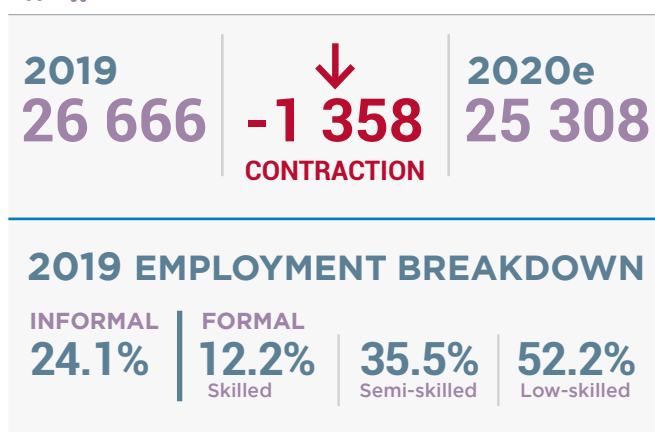 2019
26 666
-1 358
CONTRACTION
2020e
25 308
2019 EMPLOYMENT BREAKDOWN
INFORMAL
24.1%
FORMAL
12.2%
Skilled
35.5%
Semi-skilled
52.2%
Low-skilled